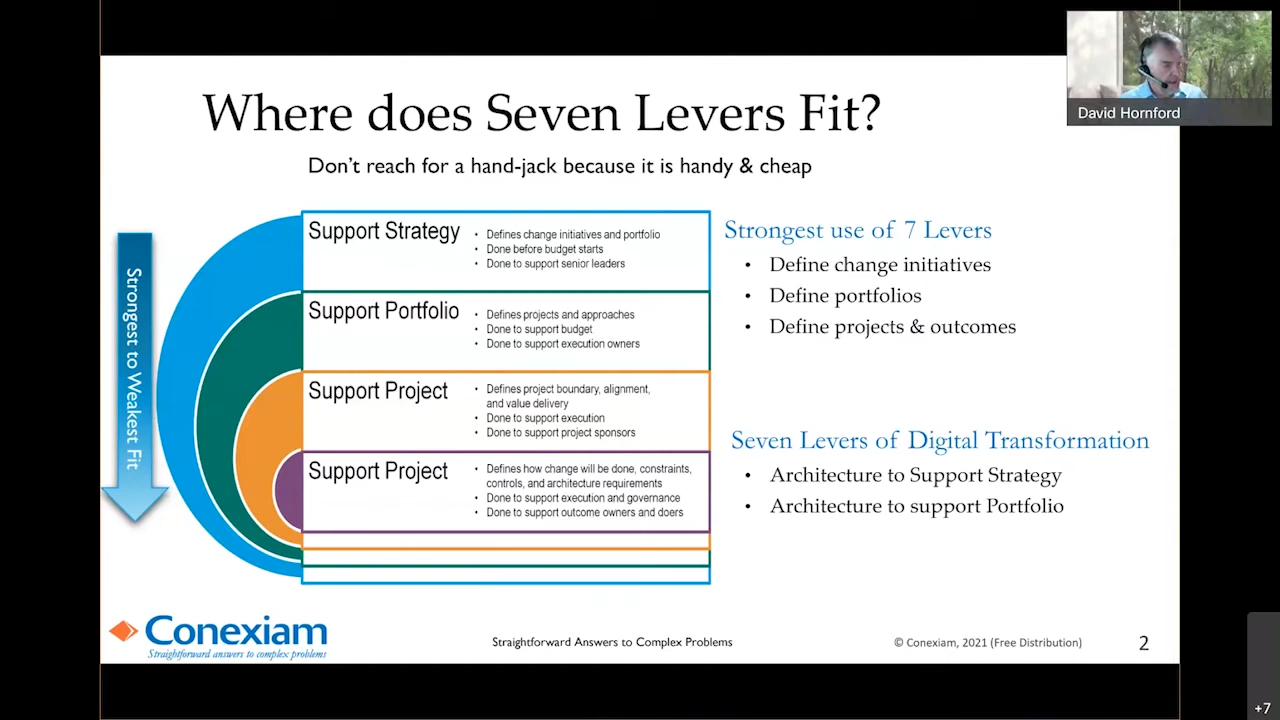 Where does Seven Levers Fit?
Don't reach for a hand-jack because it is handy & cheap
David Hornford
Strongest to Weakest Fit
Support Strategy
• Defines change initiatives and portfolio
• Done before budget starts
• Done to support senior leaders
Support Portfolio
• Defines projects and approaches
• Done to support budget
• Done to support execution owners
Support Project
• Defines project boundary, alignment,
and value delivery
• Done to support execution
• Done to support project sponsors
Support Project
• Defines how change will be done, constraints,
controls, and architecture requirements
• Done to support execution and governance
• Done to support outcome owners and doers
Strongest use of 7 Levers
• Define change initiatives
• Define portfolios
• Define projects & outcomes
Seven Levers of Digital Transformation
• Architecture to Support Strategy
• Architecture to support Portfolio
Conexiam
Straightforward answers to complex problems
Straightforward Answers to Complex Problems
© Conexiam, 2021 (Free Distribution)
2
+7